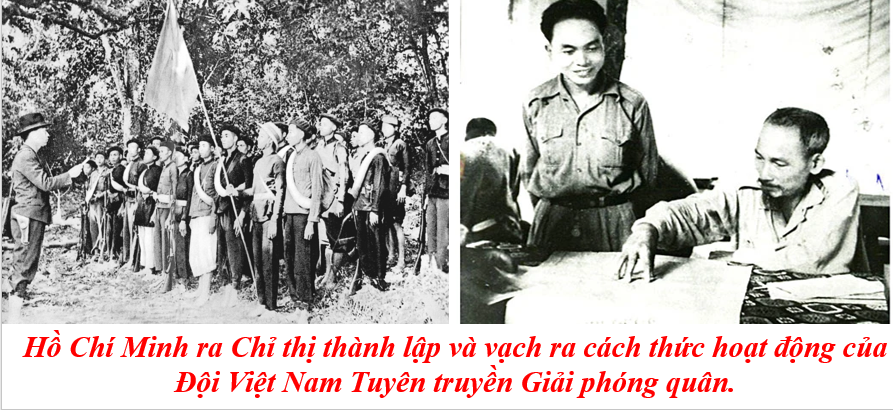 Hồ Chí Minh ra Chỉ thị thành lập và vạch ra cách thức hoạt động của
Đội Việt Nam Tuyên truyền Giải phóng quân.